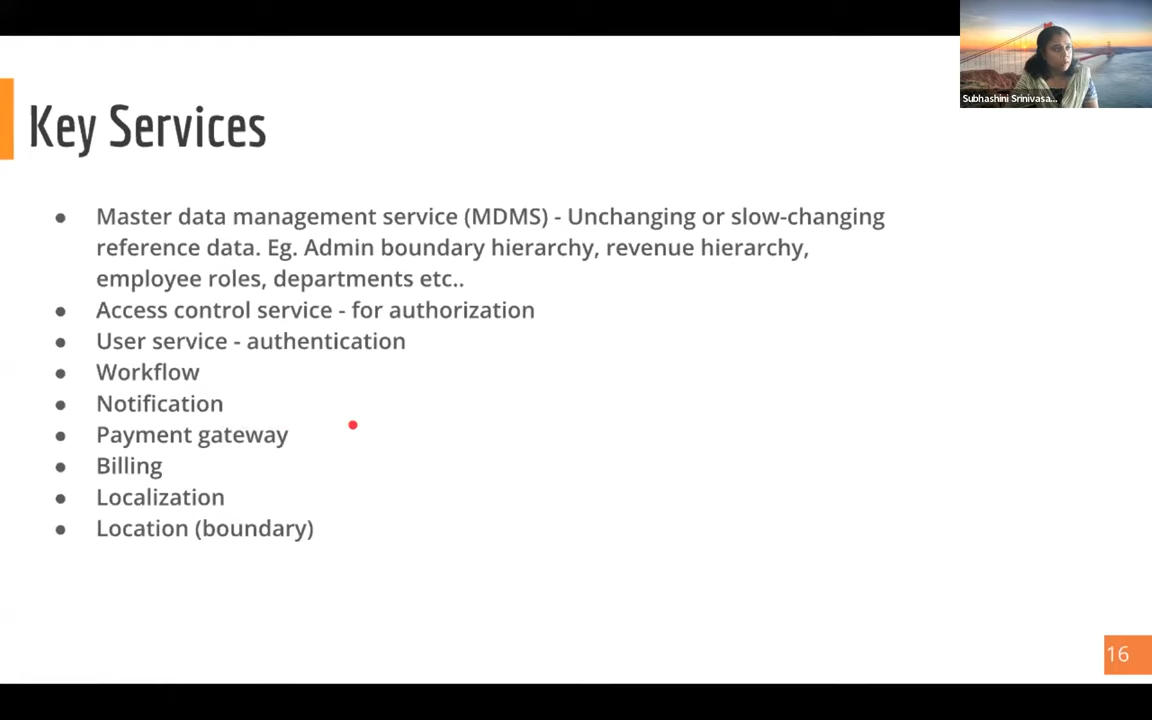 Subhashini Srinivasa...
Key Services
● Master data management service (MDMS) - Unchanging or slow-changing
reference data. Eg. Admin boundary hierarchy, revenue hierarchy,
employee roles, departments etc..
● Access control service - for authorization
● User service - authentication
● Workflow
● Notification
● Payment gateway
● Billing
● Localization
● Location (boundary)
16